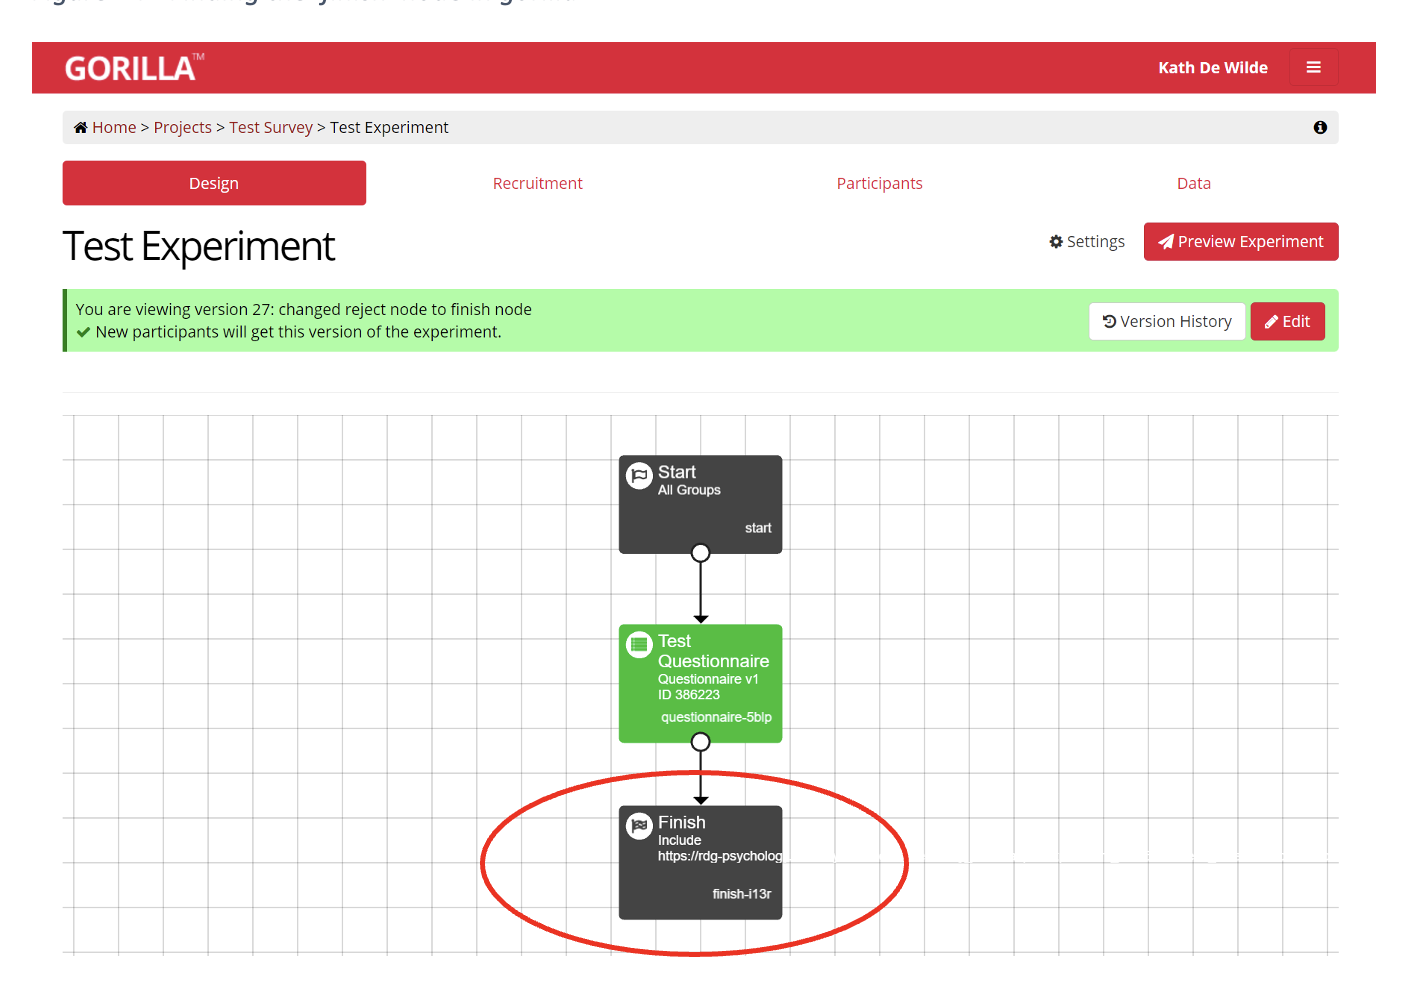 GORILLA™
Kath De Wilde
Home > Projects > Test Survey > Test Experiment
Design
Recruitment
Participants
Data
Test Experiment
Settings
Preview Experiment
You are viewing version 27: changed reject node to finish node
New participants will get this version of the experiment.
Version History
Edit
Start
All Groups
start
Test
Questionnaire
Questionnaire v1
ID 386223
questionnaire-5blp
Finish
Include
https://rdg-psycholog
finish-i13r